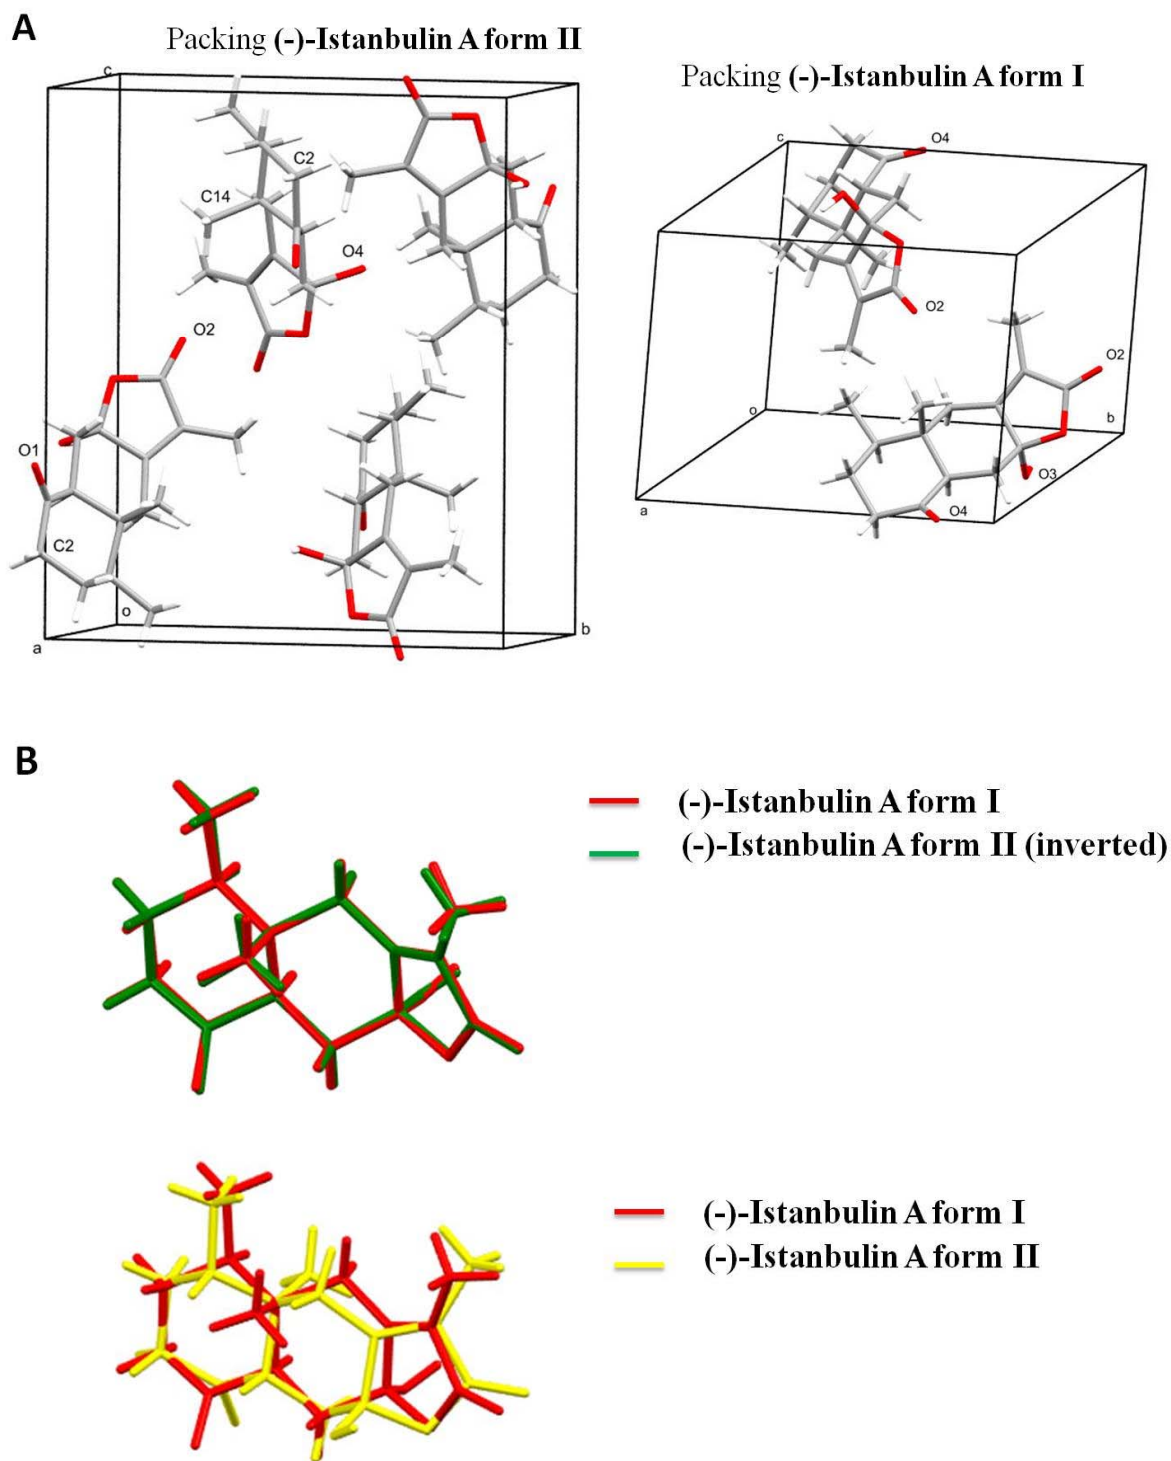 A
Packing (-)-Istanbulin A form II
Packing (-)-Istanbulin A form I
c
C2
C14
O4
O2
O1
C2
o
a
b
c
O4
O2
O2
o
b
O3
a
O4
B
(-)-Istanbulin A form I
(-)-Istanbulin A form II (inverted)
(-)-Istanbulin A form I
(-)-Istanbulin A form II